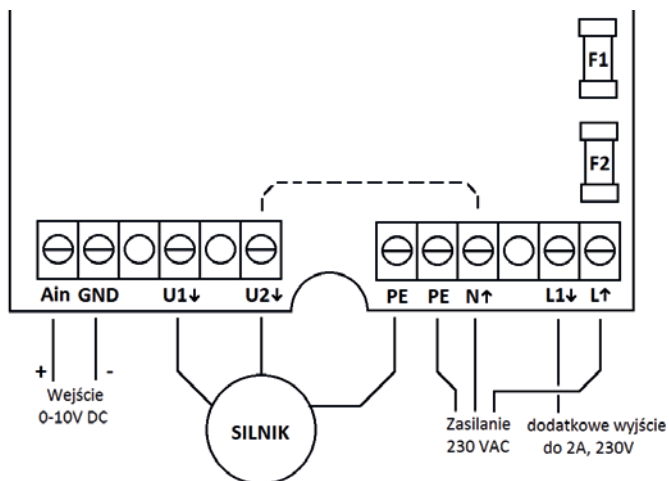 F1
F2
Ain GND U1↓ U2↓ PE PE N↑ L1↓ L↑
+ -
Wejście
0-10V DC
SILNIK
Zasilanie
230 VAC
dodatkowe wyjście
do 2A, 230V